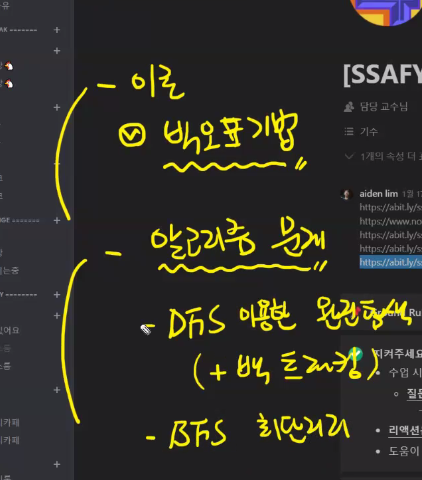 - 이론
빅오표기법
- 알고리즘 문제
- DFS 이용한 완전탐색
(+ 백트래킹)
- BFS 최단거리
[SSAFY
담당 교수님
기수
1개의 속성 더
aiden lim 1월
https://abit.ly/s
https://www.no
https://abit.ly/s
https://abit.ly/s
https://abit.ly/ss
지켜주세요
수업 시
질문
리액션
도움이